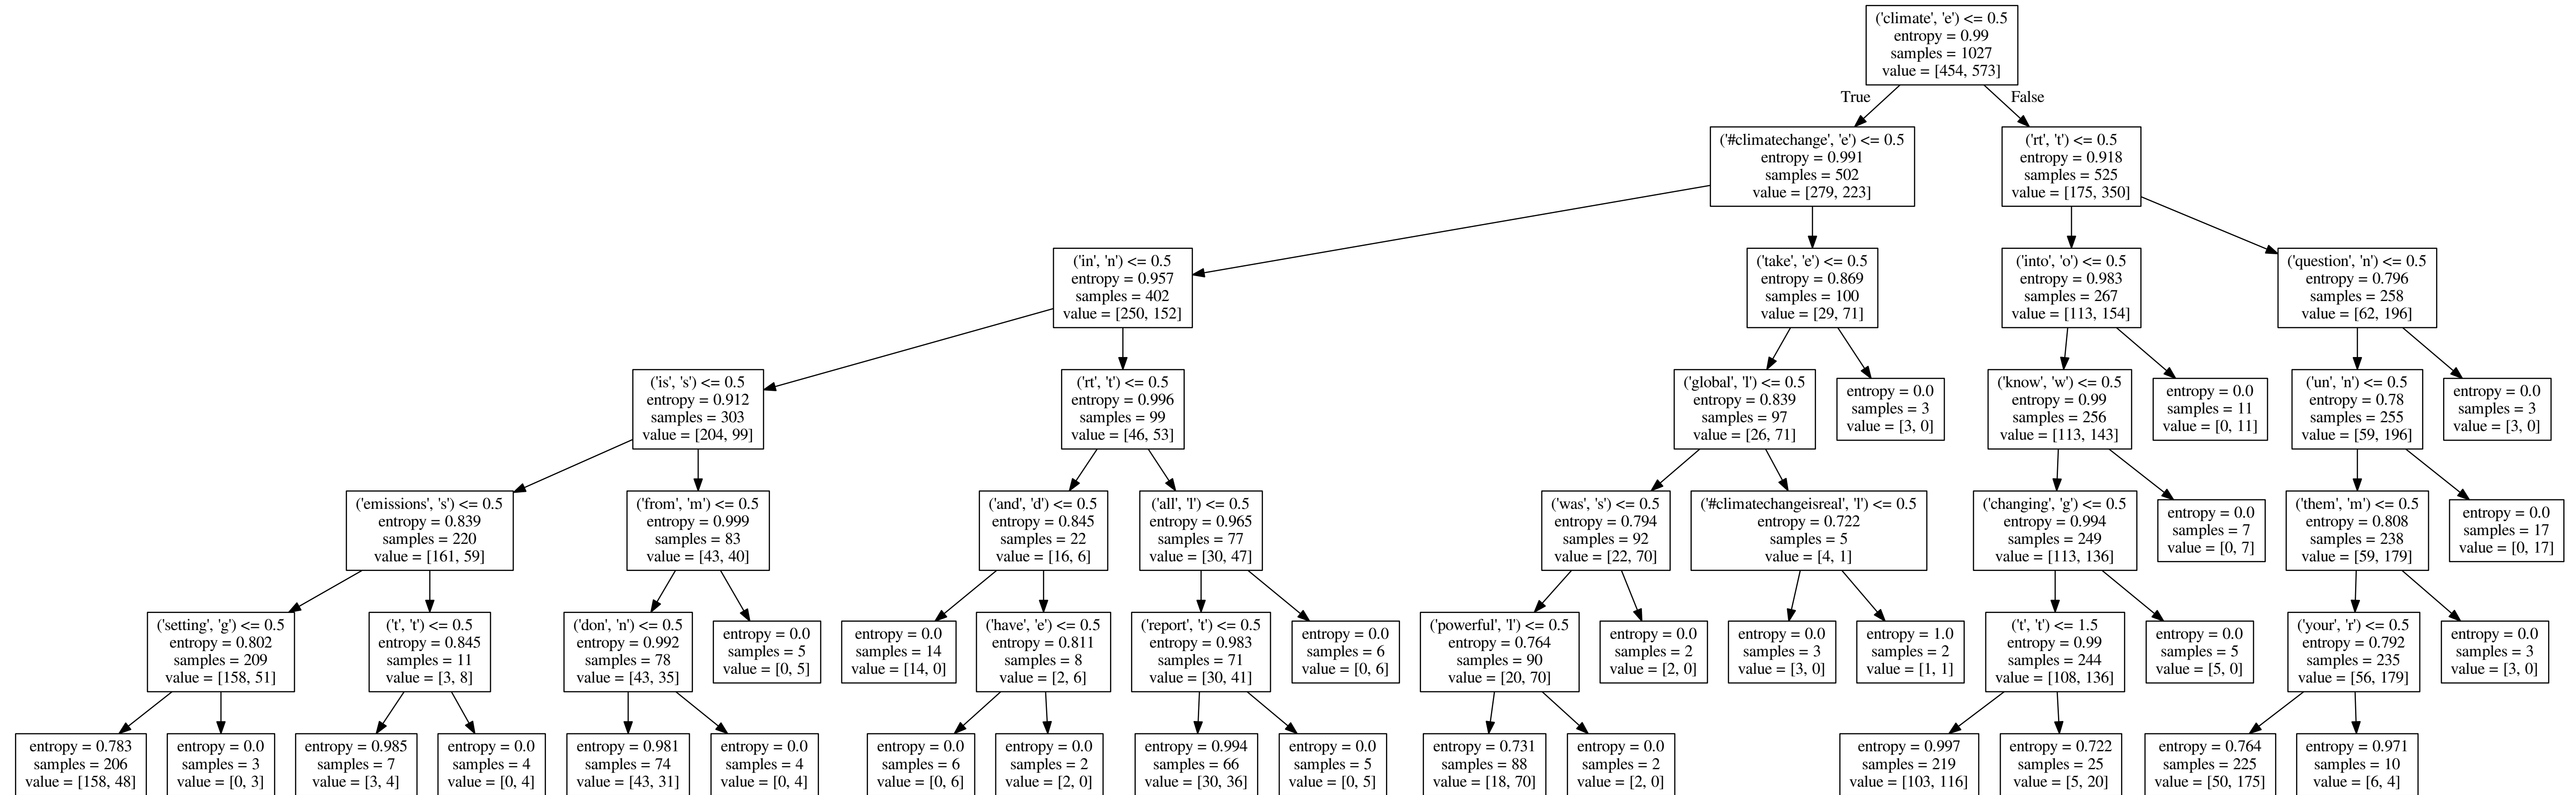 ('climate', 'e') <= 0.5
entropy = 0.99
samples = 1027
value = [454, 573]
True
False
('#climatechange', 'e') <= 0.5
entropy = 0.991
samples = 502
value = [279, 223]
('rt', 't') <= 0.5
entropy = 0.918
samples = 525
value = [175, 350]
('in', 'n') <= 0.5
entropy = 0.957
samples = 402
value = [250, 152]
('take', 'e') <= 0.5
entropy = 0.869
samples = 100
value = [29, 71]
('into', 'o') <= 0.5
entropy = 0.983
samples = 267
value = [113, 154]
('question', 'n') <= 0.5
entropy = 0.796
samples = 258
value = [62, 196]
('is', 's') <= 0.5
entropy = 0.912
samples = 303
value = [204, 99]
('rt', 't') <= 0.5
entropy = 0.996
samples = 99
value = [46, 53]
('global', 'l') <= 0.5
entropy = 0.839
samples = 97
value = [26, 71]
entropy = 0.0
samples = 3
value = [3, 0]
('know', 'w') <= 0.5
entropy = 0.99
samples = 256
value = [113, 143]
entropy = 0.0
samples = 11
value = [0, 11]
('un', 'n') <= 0.5
entropy = 0.78
samples = 255
value = [59, 196]
entropy = 0.0
samples = 3
value = [3, 0]
('emissions', 's') <= 0.5
entropy = 0.839
samples = 220
value = [161, 59]
('from', 'm') <= 0.5
entropy = 0.999
samples = 83
value = [43, 40]
('and', 'd') <= 0.5
entropy = 0.845
samples = 22
value = [16, 6]
('all', 'l') <= 0.5
entropy = 0.965
samples = 77
value = [30, 47]
('was', 's') <= 0.5
entropy = 0.794
samples = 92
value = [22, 70]
('#climatechangeisreal', 'l') <= 0.5
entropy = 0.722
samples = 5
value = [4, 1]
('changing', 'g') <= 0.5
entropy = 0.994
samples = 249
value = [113, 136]
entropy = 0.0
samples = 7
value = [0, 7]
('them', 'm') <= 0.5
entropy = 0.808
samples = 238
value = [59, 179]
entropy = 0.0
samples = 17
value = [0, 17]
('setting', 'g') <= 0.5
entropy = 0.802
samples = 209
value = [158, 51]
('t', 't') <= 0.5
entropy = 0.845
samples = 11
value = [3, 8]
('don', 'n') <= 0.5
entropy = 0.992
samples = 78
value = [43, 35]
entropy = 0.0
samples = 5
value = [0, 5]
entropy = 0.0
samples = 14
value = [14, 0]
('have', 'e') <= 0.5
entropy = 0.811
samples = 8
value = [2, 6]
('report', 't') <= 0.5
entropy = 0.983
samples = 71
value = [30, 41]
entropy = 0.0
samples = 6
value = [0, 6]
('powerful', 'l') <= 0.5
entropy = 0.764
samples = 90
value = [20, 70]
entropy = 0.0
samples = 2
value = [2, 0]
entropy = 0.0
samples = 3
value = [3, 0]
entropy = 1.0
samples = 2
value = [1, 1]
('t', 't') <= 1.5
entropy = 0.99
samples = 244
value = [108, 136]
entropy = 0.0
samples = 5
value = [5, 0]
('your', 'r') <= 0.5
entropy = 0.792
samples = 235
value = [56, 179]
entropy = 0.0
samples = 3
value = [3, 0]
entropy = 0.783
samples = 206
value = [158, 48]
entropy = 0.0
samples = 3
value = [0, 3]
entropy = 0.985
samples = 7
value = [3, 4]
entropy = 0.0
samples = 4
value = [0, 4]
entropy = 0.981
samples = 74
value = [43, 31]
entropy = 0.0
samples = 4
value = [0, 4]
entropy = 0.0
samples = 6
value = [0, 6]
entropy = 0.0
samples = 2
value = [2, 0]
entropy = 0.994
samples = 66
value = [30, 36]
entropy = 0.0
samples = 5
value = [0, 5]
entropy = 0.731
samples = 88
value = [18, 70]
entropy = 0.0
samples = 2
value = [2, 0]
entropy = 0.997
samples = 219
value = [103, 116]
entropy = 0.722
samples = 25
value = [5, 20]
entropy = 0.764
samples = 225
value = [50, 175]
entropy = 0.971
samples = 10
value = [6, 4]